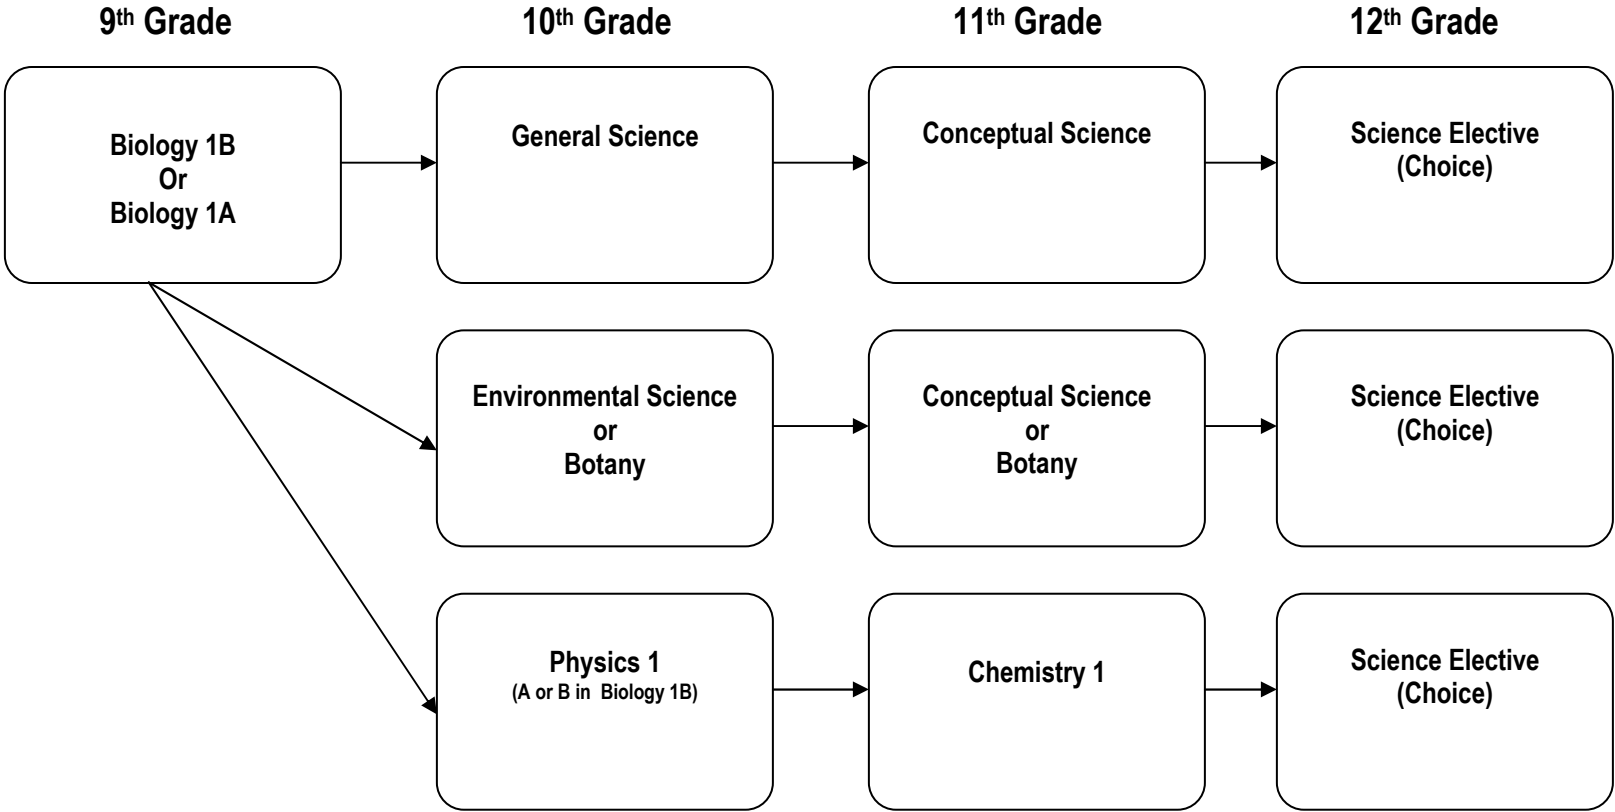 9th Grade
10th Grade
11th Grade
12th Grade
Biology 1B
Or
Biology 1A
General Science
Conceptual Science
Science Elective
(Choice)
Environmental Science
or
Botany
Conceptual Science
or
Botany
Science Elective
(Choice)
Physics 1
(A or B in Biology 1B)
Chemistry 1
Science Elective
(Choice)